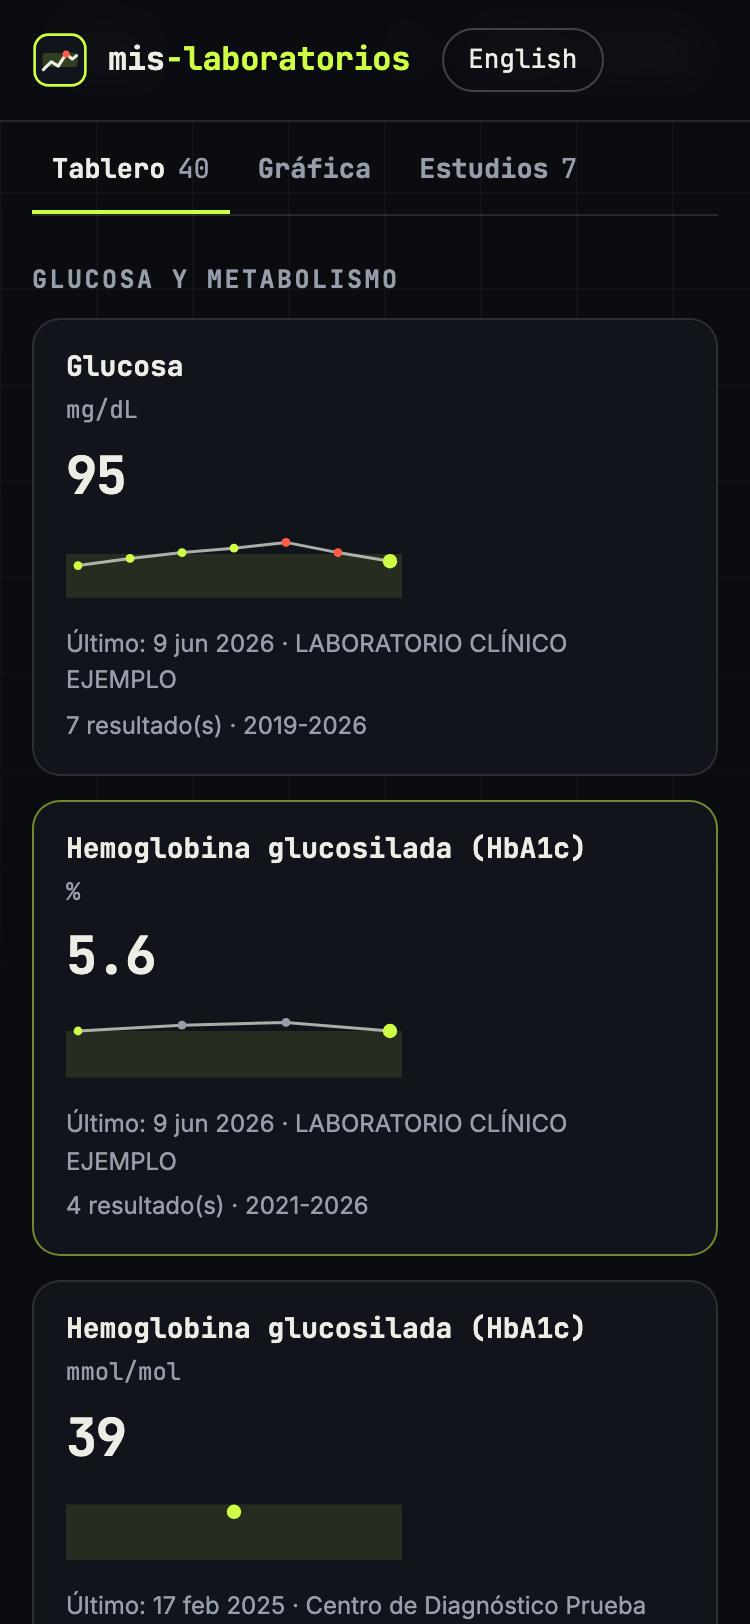 mis-laboratorios
English
Tablero 40
Gráfica
Estudios 7
GLUCOSA Y METABOLISMO
Glucosa
mg/dL
95
Último: 9 jun 2026 · LABORATORIO CLÍNICO
EJEMPLO
7 resultado(s) · 2019-2026
Hemoglobina glucosilada (HbA1c)
%
5.6
Último: 9 jun 2026 · LABORATORIO CLÍNICO
EJEMPLO
4 resultado(s) · 2021-2026
Hemoglobina glucosilada (HbA1c)
mmol/mol
39
Último: 17 feb 2025 · Centro de Diagnóstico Prueba